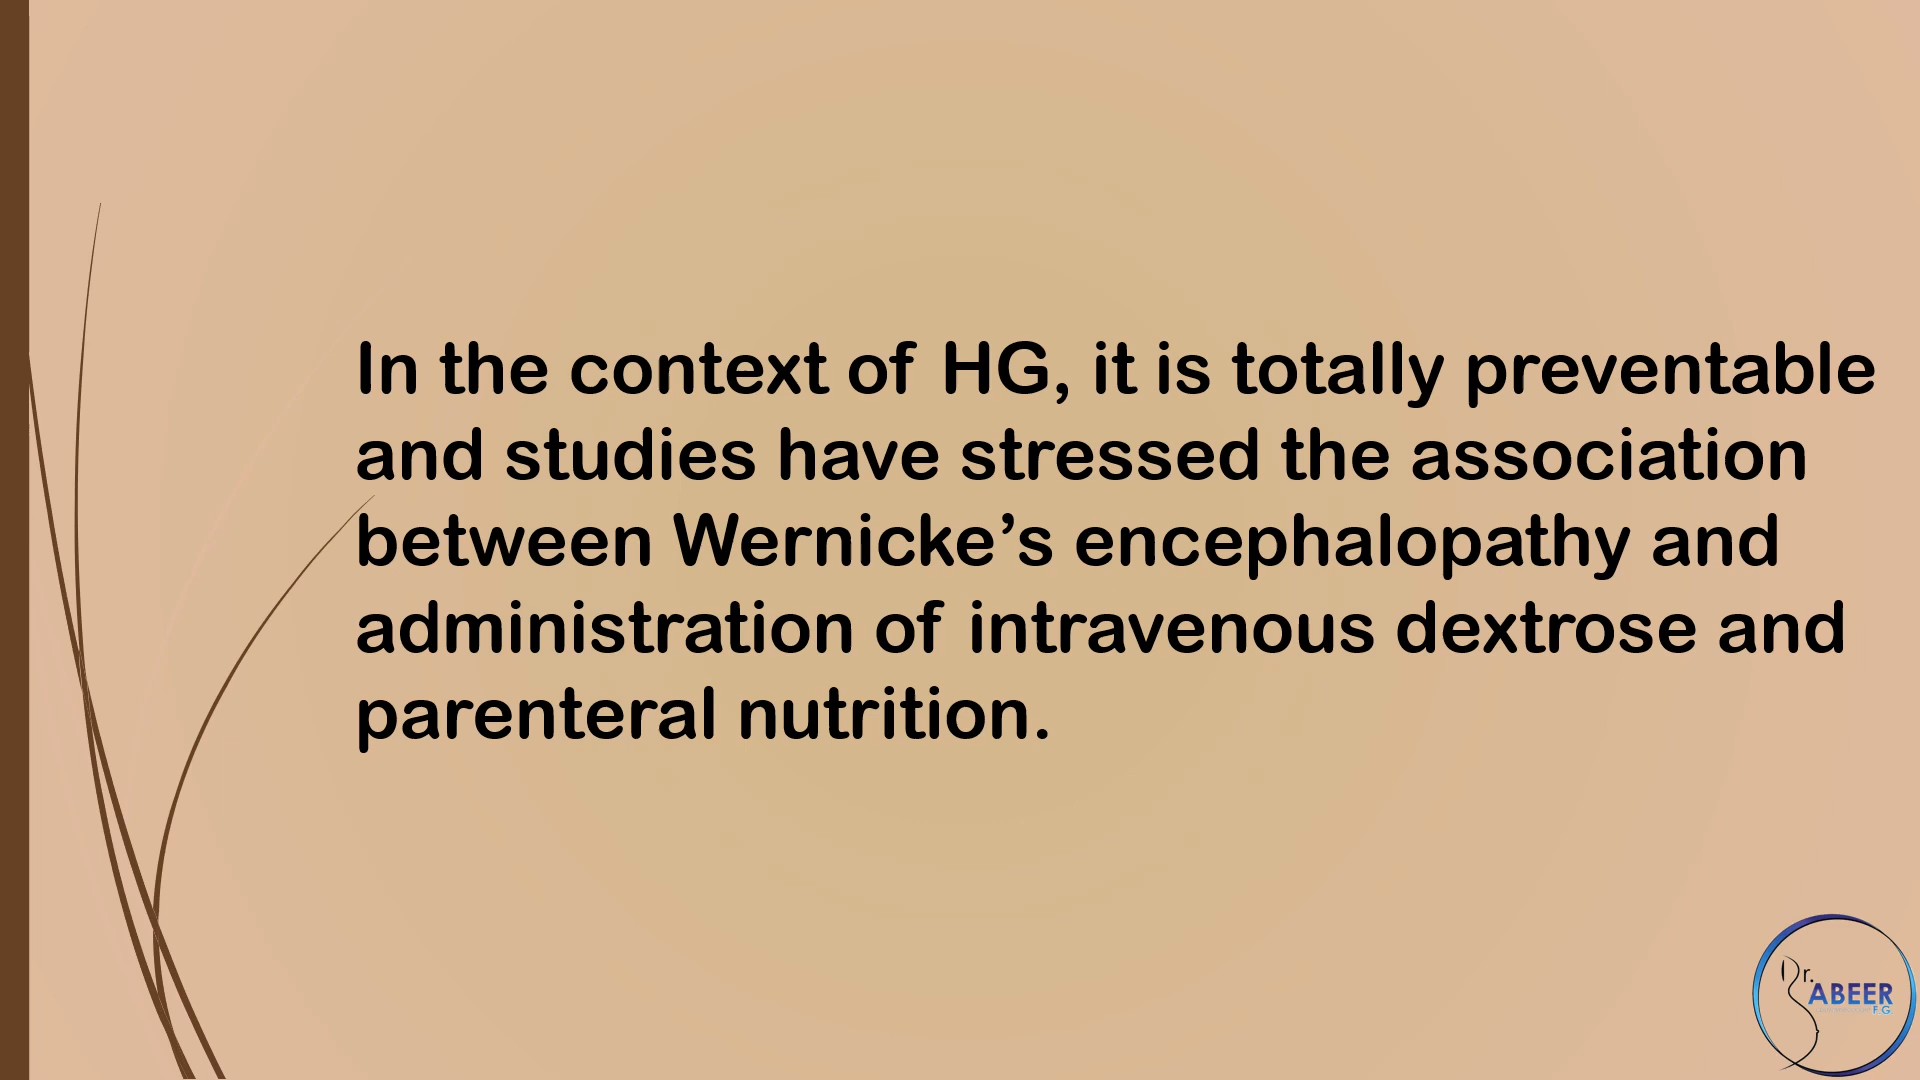 In the context of HG, it is totally preventable
and studies have stressed the association
between Wernicke’s encephalopathy and
administration of intravenous dextrose and
parenteral nutrition.
Dr.
ABEER
F.G